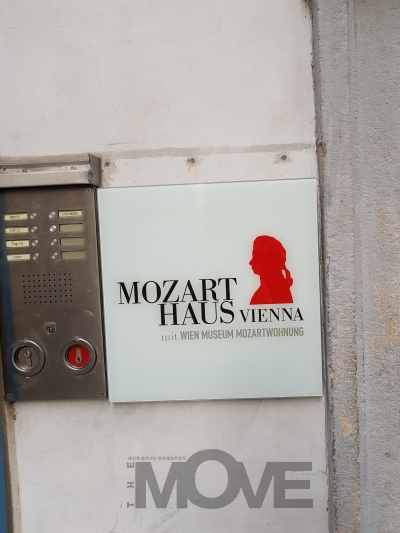 MOZART
HAUS VIENNA
mit WIEN MUSEUM MOZARTWOHNUNG
THE MOVE